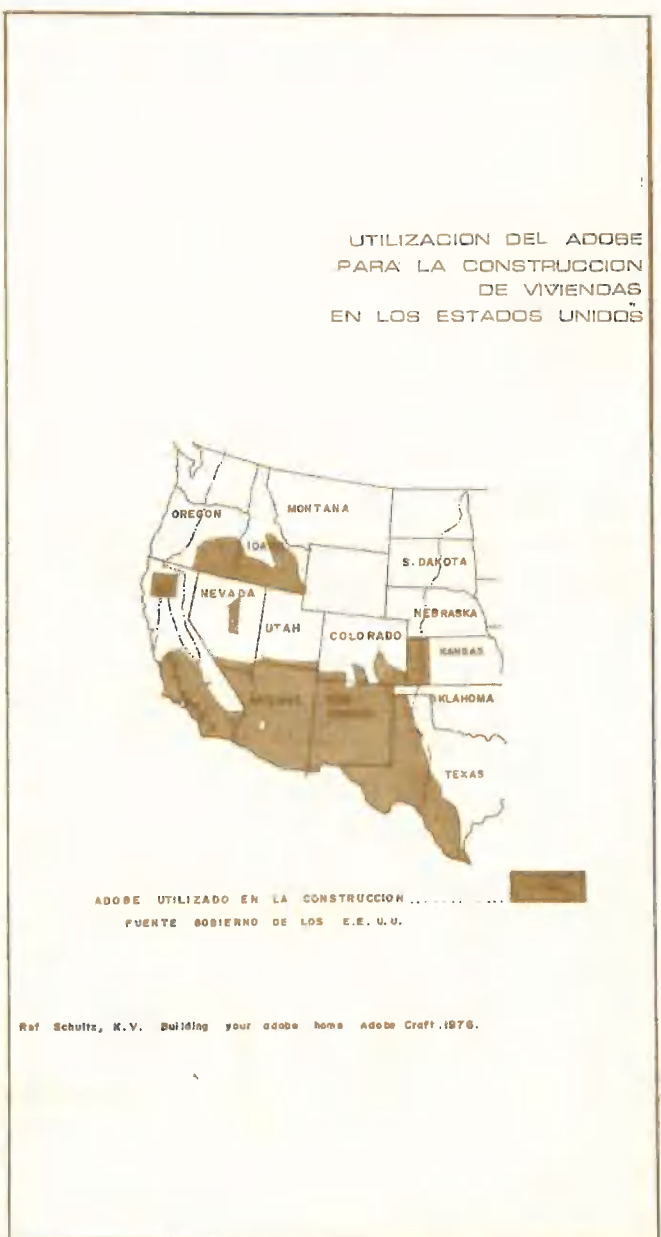 UTILIZACION DEL ADOBE
PARA LA CONSTRUCCION
DE VIVIENDAS
EN LOS ESTADOS UNIDOS
MONTANA
OREGON
IDA
S. DAKOTA
NEVADA
NEBRASKA
UTAH
COLORADO
KANSAS
KLAHOMA
TEXAS
ADOBE UTILIZADO EN LA CONSTRUCCION ............
FUENTE GOBIERNO DE LOS E.E. U.U.
Ref Schultz, K.V. Building your adobe home Adobe Craft.1976.